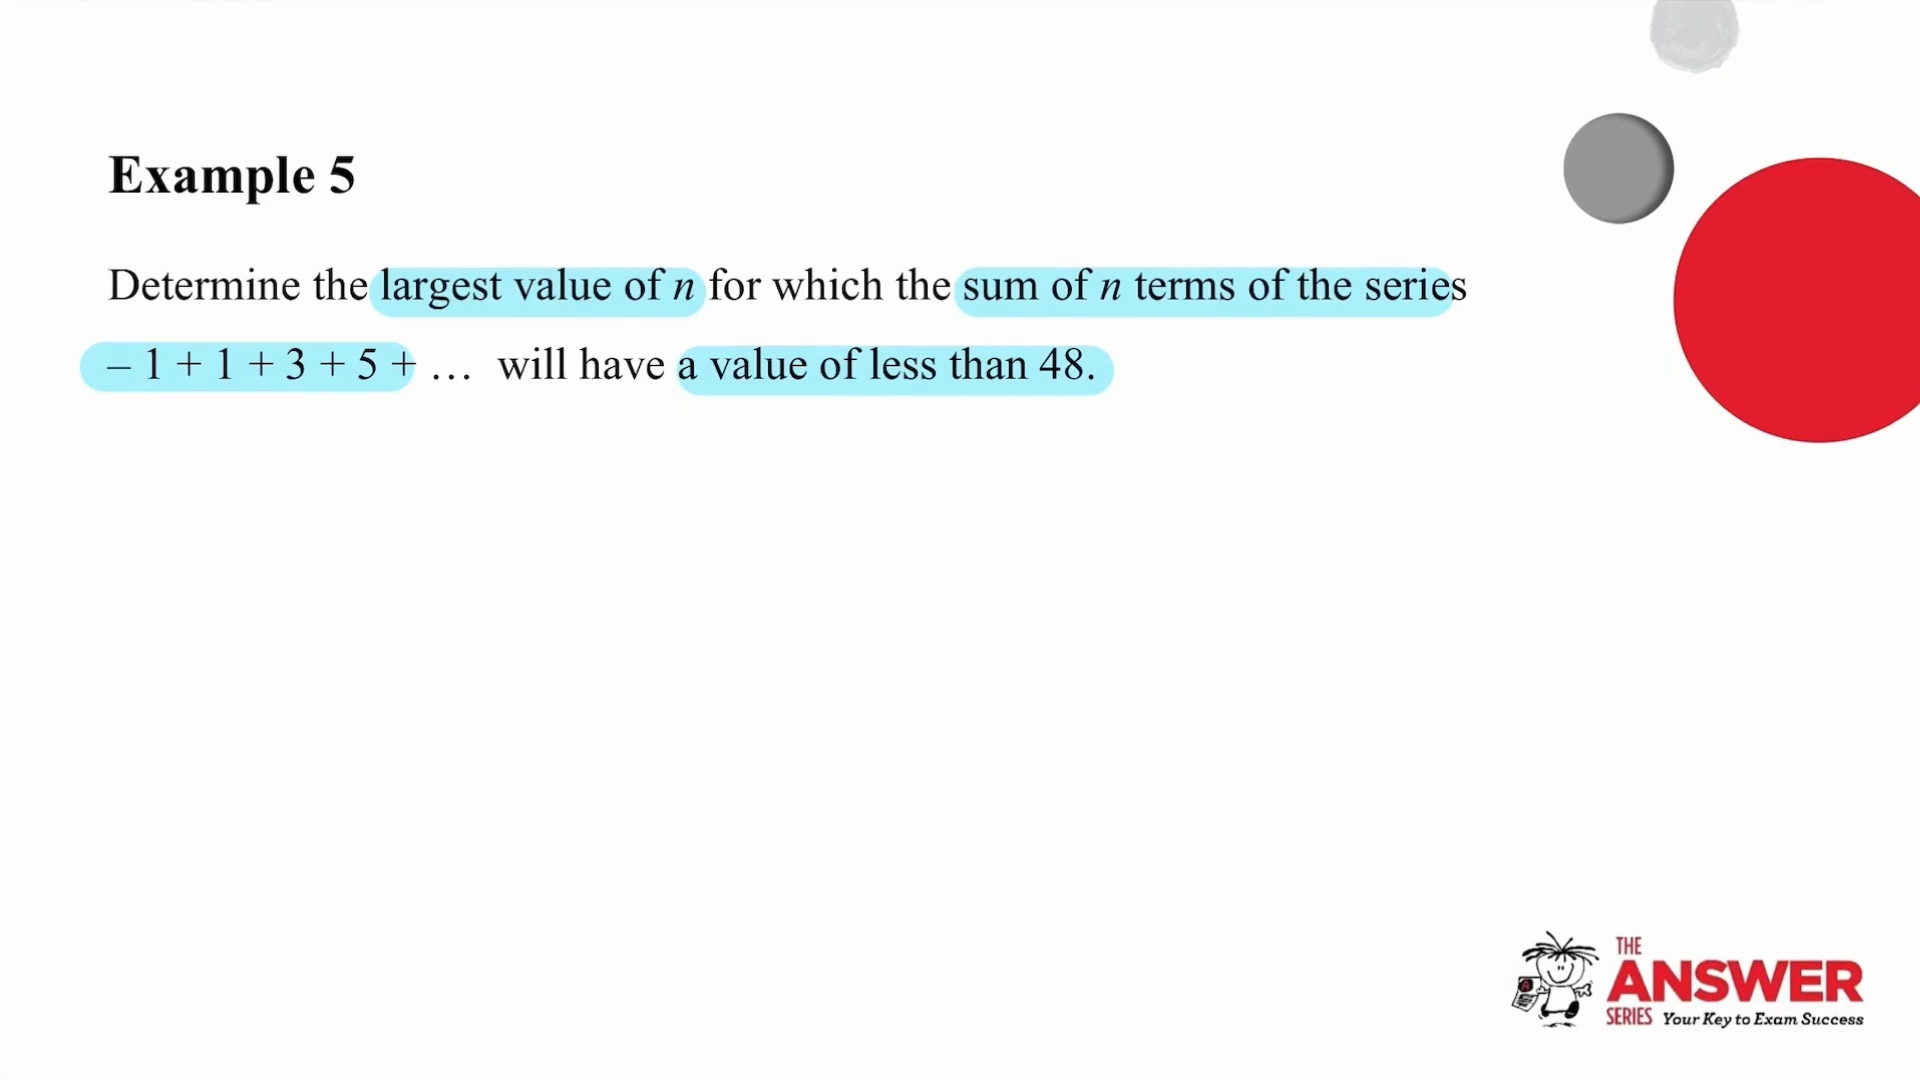 Example 5
Determine the largest value of n for which the sum of n terms of the series
– 1 + 1 + 3 + 5 + … will have a value of less than 48.
THE
ANSWER
SERIES Your Key to Exam Success